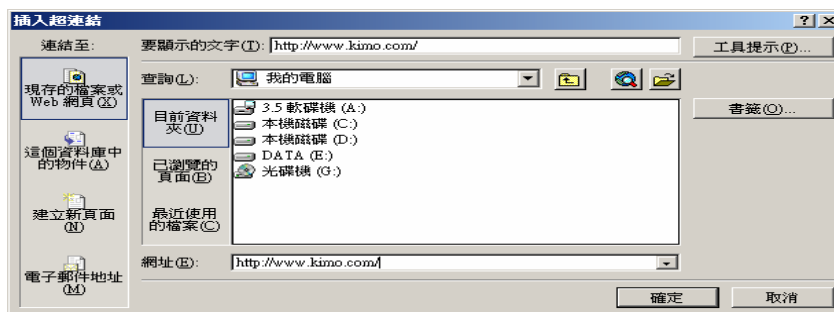 插入超連結
連結至:
要顯示的文字(T): http://www.kimo.com/
工具提示(P)...
現存的檔案或
Web 網頁(X)
查詢(L): 我的電腦
目前資料
夾(U)
3.5 軟碟機 (A:)
本機磁碟 (C:)
本機磁碟 (D:)
DATA (E:)
光碟機 (G:)
書籤(O)...
這個資料庫中
的物件(A)
已瀏覽的
頁面(B)
建立新頁面
(N)
最近使用
的檔案(C)
電子郵件地址
(M)
網址(E): http://www.kimo.com/
確定
取消